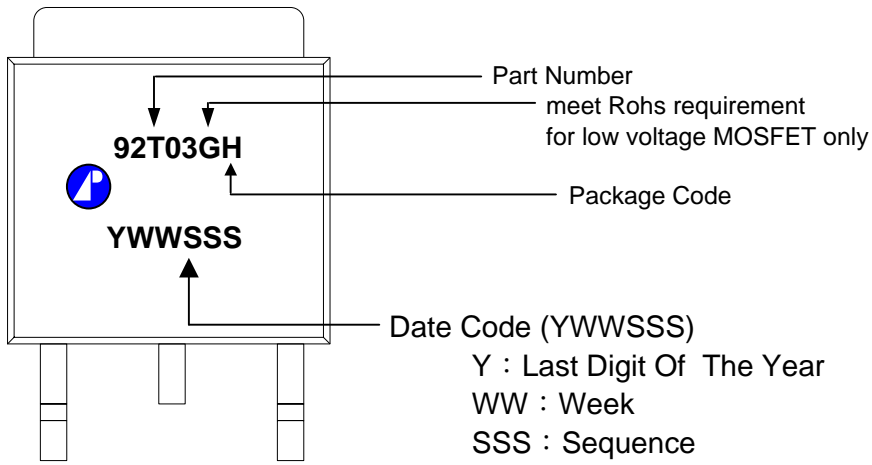 Part Number
meet Rohs requirement
for low voltage MOSFET only
92T03GH
Package Code
YWWSSS
Date Code (YWWSSS)
Y：Last Digit Of The Year
WW：Week
SSS：Sequence